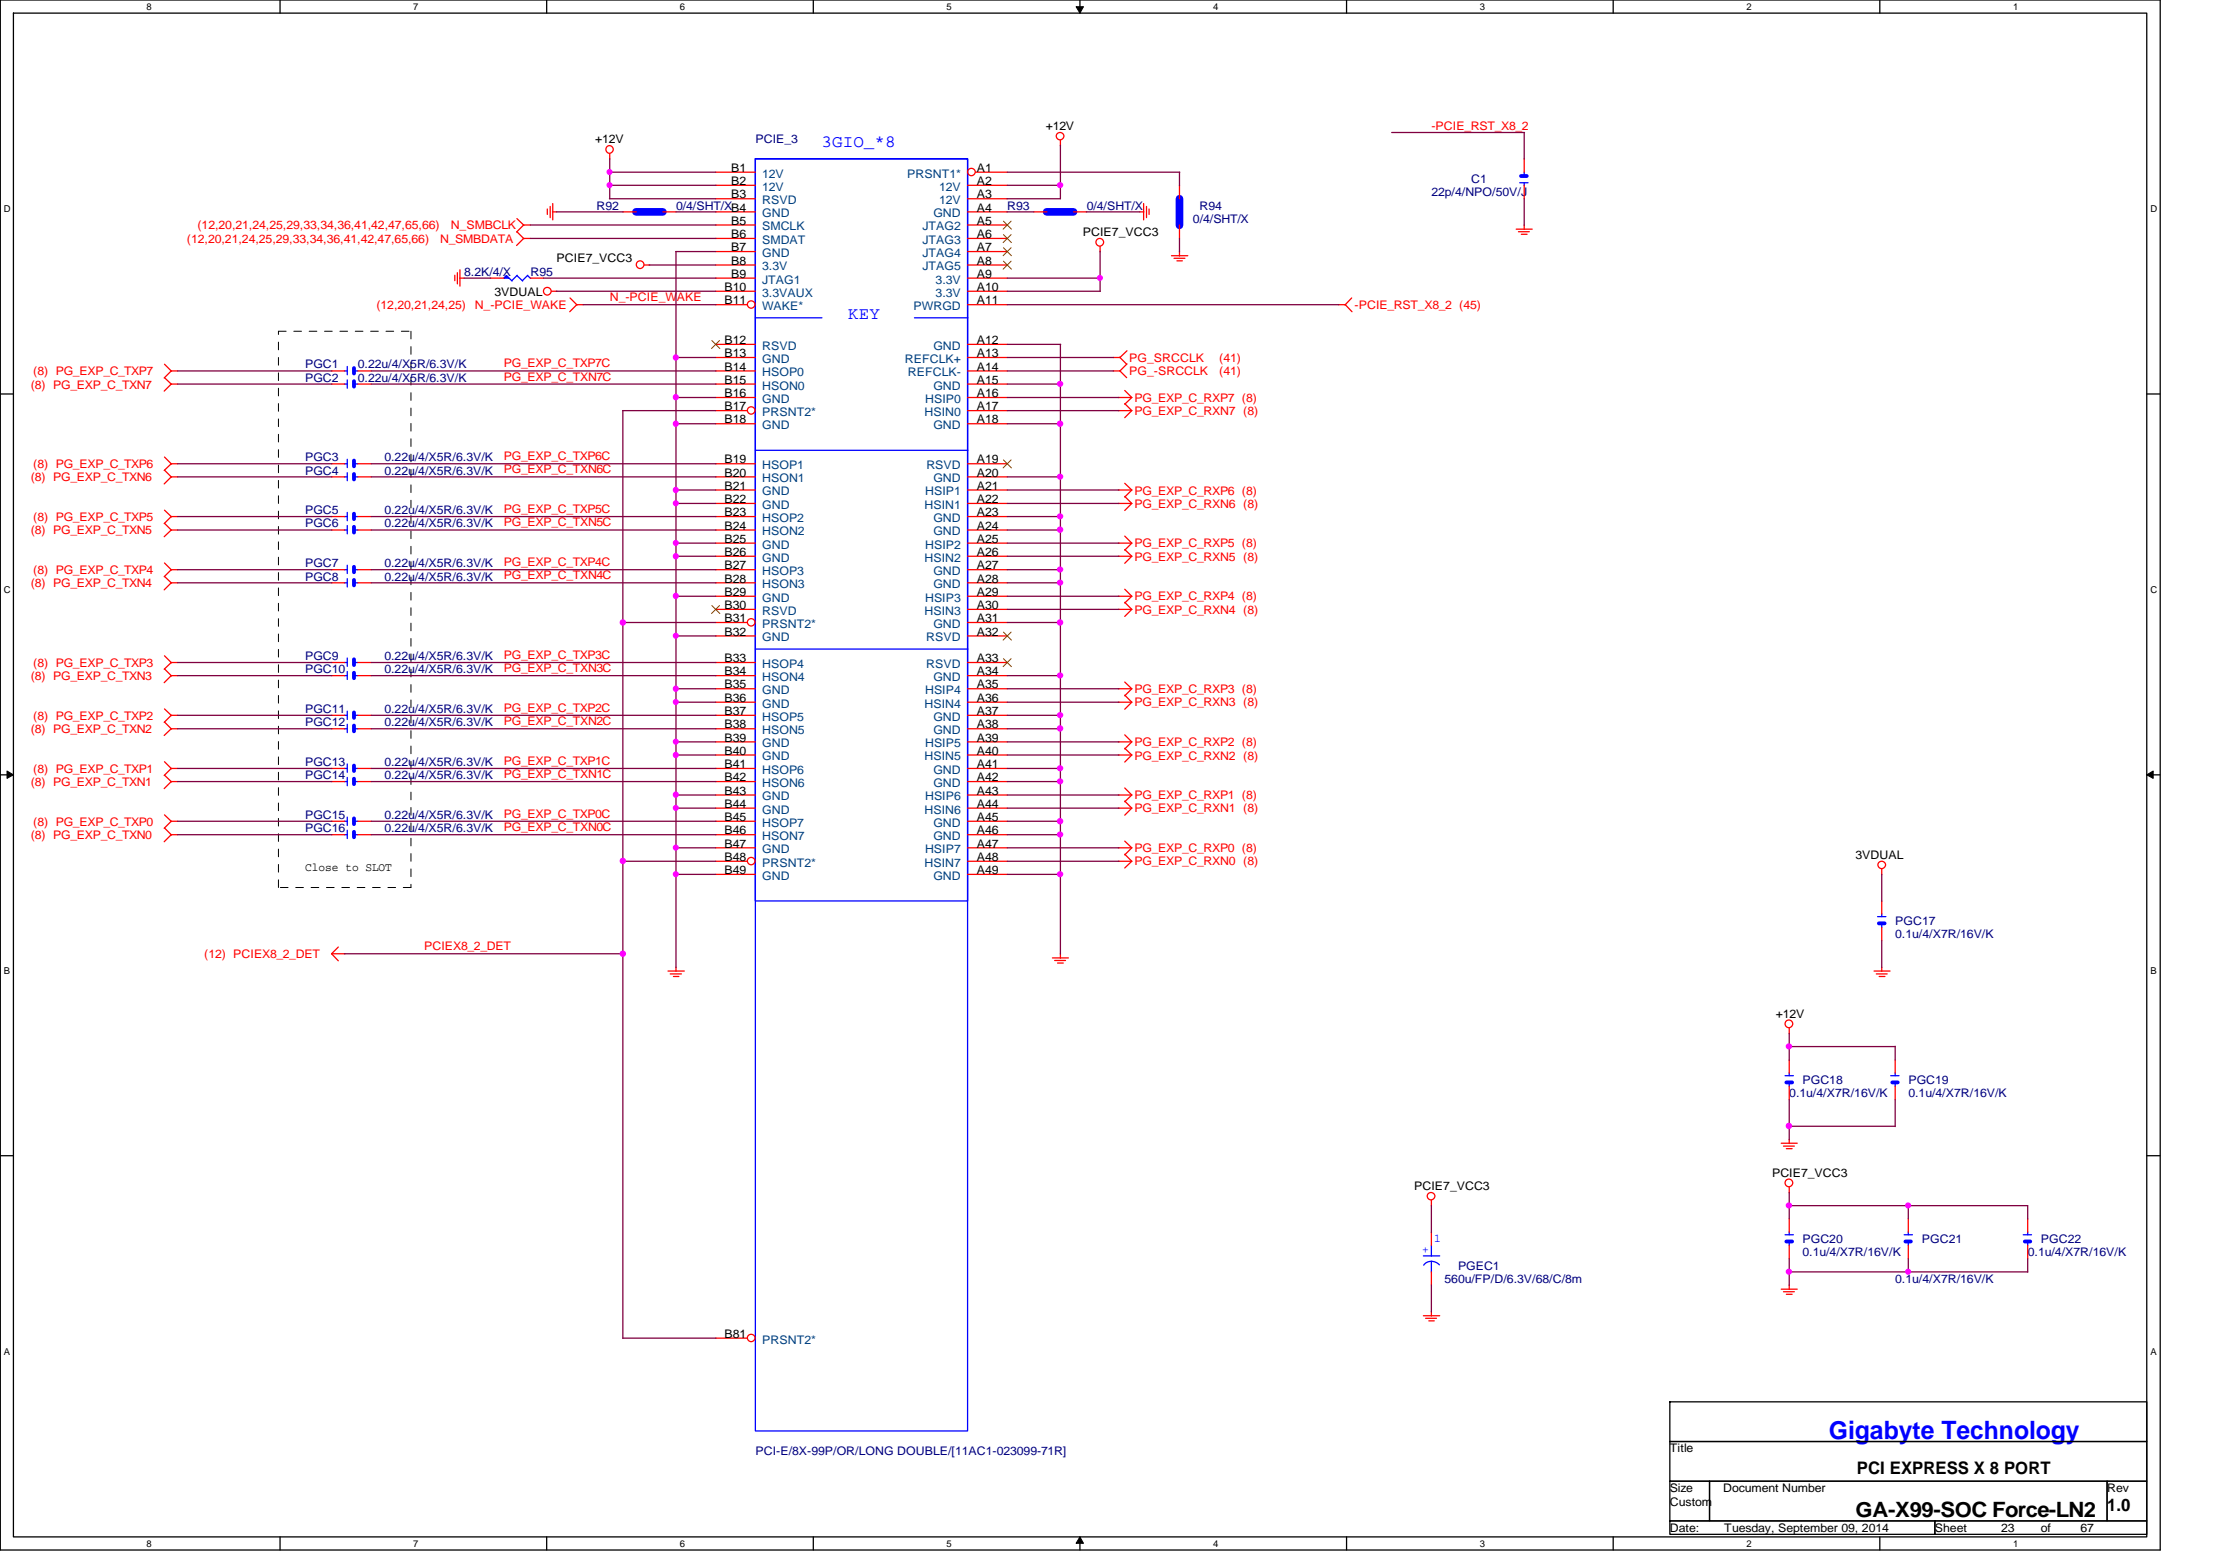 8 7 6 5 4 3 2 1
PCIE_3 3GIO_*8
+12V
+12V
-PCIE_RST_X8_2
C1
22p/4/NPO/50V/J
B1 12V PRSNT1* A1
B2 12V 12V A2
B3 RSVD 12V A3
R92 0/4/SHT/X B4 GND GND A4 R93 0/4/SHT/X
R94
0/4/SHT/X
(12,20,21,24,25,29,33,34,36,41,42,47,65,66) N_SMBCLK B5 SMCLK JTAG2 A5
(12,20,21,24,25,29,33,34,36,41,42,47,65,66) N_SMBDATA B6 SMDAT JTAG3 A6
PCIE7_VCC3
B7 GND JTAG4 A7
PCIE7_VCC3 B8 3.3V JTAG5 A8
8.2K/4/X R95 B9 JTAG1 3.3V A9
3VDUAL B10 3.3VAUX 3.3V A10
(12,20,21,24,25) N_-PCIE_WAKE N_-PCIE_WAKE B11 WAKE* PWRGD A11 -PCIE_RST_X8_2 (45)
KEY
B12 RSVD GND A12
B13 GND REFCLK+ A13 PG_SRCCLK (41)
(8) PG_EXP_C_TXP7 PGC1 0.22u/4/X5R/6.3V/K PG_EXP_C_TXP7C B14 HSOP0 REFCLK- A14 PG_-SRCCLK (41)
(8) PG_EXP_C_TXN7 PGC2 0.22u/4/X5R/6.3V/K PG_EXP_C_TXN7C B15 HSON0 GND A15
B16 GND HSIP0 A16 PG_EXP_C_RXP7 (8)
B17 PRSNT2* HSIN0 A17 PG_EXP_C_RXN7 (8)
B18 GND GND A18
(8) PG_EXP_C_TXP6 PGC3 0.22u/4/X5R/6.3V/K PG_EXP_C_TXP6C B19 HSOP1 RSVD A19
(8) PG_EXP_C_TXN6 PGC4 0.22u/4/X5R/6.3V/K PG_EXP_C_TXN6C B20 HSON1 GND A20
B21 GND HSIP1 A21 PG_EXP_C_RXP6 (8)
B22 GND HSIN1 A22 PG_EXP_C_RXN6 (8)
(8) PG_EXP_C_TXP5 PGC5 0.22u/4/X5R/6.3V/K PG_EXP_C_TXP5C B23 HSOP2 GND A23
(8) PG_EXP_C_TXN5 PGC6 0.22u/4/X5R/6.3V/K PG_EXP_C_TXN5C B24 HSON2 GND A24
B25 GND HSIP2 A25 PG_EXP_C_RXP5 (8)
B26 GND HSIN2 A26 PG_EXP_C_RXN5 (8)
(8) PG_EXP_C_TXP4 PGC7 0.22u/4/X5R/6.3V/K PG_EXP_C_TXP4C B27 HSOP3 GND A27
(8) PG_EXP_C_TXN4 PGC8 0.22u/4/X5R/6.3V/K PG_EXP_C_TXN4C B28 HSON3 GND A28
B29 GND HSIP3 A29 PG_EXP_C_RXP4 (8)
B30 RSVD HSIN3 A30 PG_EXP_C_RXN4 (8)
B31 PRSNT2* GND A31
B32 GND RSVD A32
(8) PG_EXP_C_TXP3 PGC9 0.22u/4/X5R/6.3V/K PG_EXP_C_TXP3C B33 HSOP4 RSVD A33
(8) PG_EXP_C_TXN3 PGC10 0.22u/4/X5R/6.3V/K PG_EXP_C_TXN3C B34 HSON4 GND A34
B35 GND HSIP4 A35 PG_EXP_C_RXP3 (8)
B36 GND HSIN4 A36 PG_EXP_C_RXN3 (8)
(8) PG_EXP_C_TXP2 PGC11 0.22u/4/X5R/6.3V/K PG_EXP_C_TXP2C B37 HSOP5 GND A37
(8) PG_EXP_C_TXN2 PGC12 0.22u/4/X5R/6.3V/K PG_EXP_C_TXN2C B38 HSON5 GND A38
B39 GND HSIP5 A39 PG_EXP_C_RXP2 (8)
B40 GND HSIN5 A40 PG_EXP_C_RXN2 (8)
(8) PG_EXP_C_TXP1 PGC13 0.22u/4/X5R/6.3V/K PG_EXP_C_TXP1C B41 HSOP6 GND A41
(8) PG_EXP_C_TXN1 PGC14 0.22u/4/X5R/6.3V/K PG_EXP_C_TXN1C B42 HSON6 GND A42
B43 GND HSIP6 A43 PG_EXP_C_RXP1 (8)
B44 GND HSIN6 A44 PG_EXP_C_RXN1 (8)
(8) PG_EXP_C_TXP0 PGC15 0.22u/4/X5R/6.3V/K PG_EXP_C_TXP0C B45 HSOP7 GND A45
(8) PG_EXP_C_TXN0 PGC16 0.22u/4/X5R/6.3V/K PG_EXP_C_TXN0C B46 HSON7 GND A46
B47 GND HSIP7 A47 PG_EXP_C_RXP0 (8)
B48 PRSNT2* HSIN7 A48 PG_EXP_C_RXN0 (8)
B49 GND GND A49
Close to SLOT
(12) PCIEX8_2_DET PCIEX8_2_DET
B81 PRSNT2*
PCI-E/8X-99P/OR/LONG DOUBLE/[11AC1-023099-71R]
3VDUAL
PGC17
0.1u/4/X7R/16V/K
+12V
PGC18 PGC19
0.1u/4/X7R/16V/K 0.1u/4/X7R/16V/K
PCIE7_VCC3
PGC20 PGC21 PGC22
0.1u/4/X7R/16V/K 0.1u/4/X7R/16V/K
0.1u/4/X7R/16V/K
PCIE7_VCC3
+ 1
PGEC1
560u/FP/D/6.3V/68/C/8m
D D
C C
B B
A A
Gigabyte Technology
Title
PCI EXPRESS X 8 PORT
Size Document Number Rev
Custom GA-X99-SOC Force-LN2 1.0
Date: Tuesday, September 09, 2014 Sheet 23 of 67
8 7 6 5 4 3 2 1